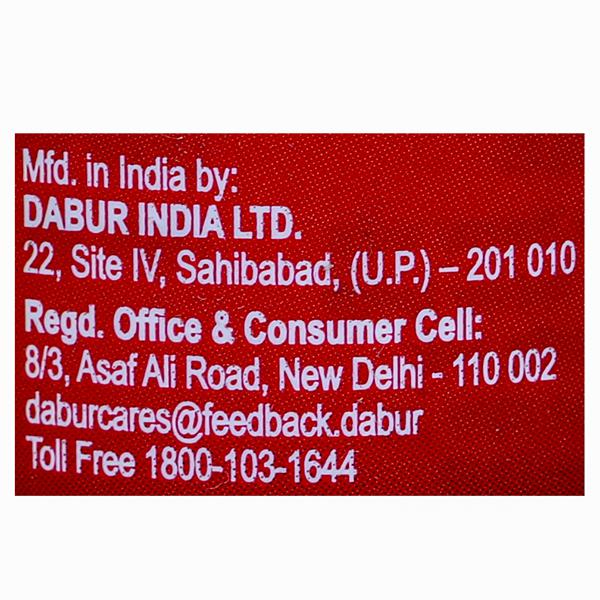 Mfd. in India by:
DABUR INDIA LTD.
22, Site IV, Sahibabad, (U.P.) – 201 010
Regd. Office & Consumer Cell:
8/3, Asaf Ali Road, New Delhi - 110 002
daburcares@feedback.dabur
Toll Free 1800-103-1644